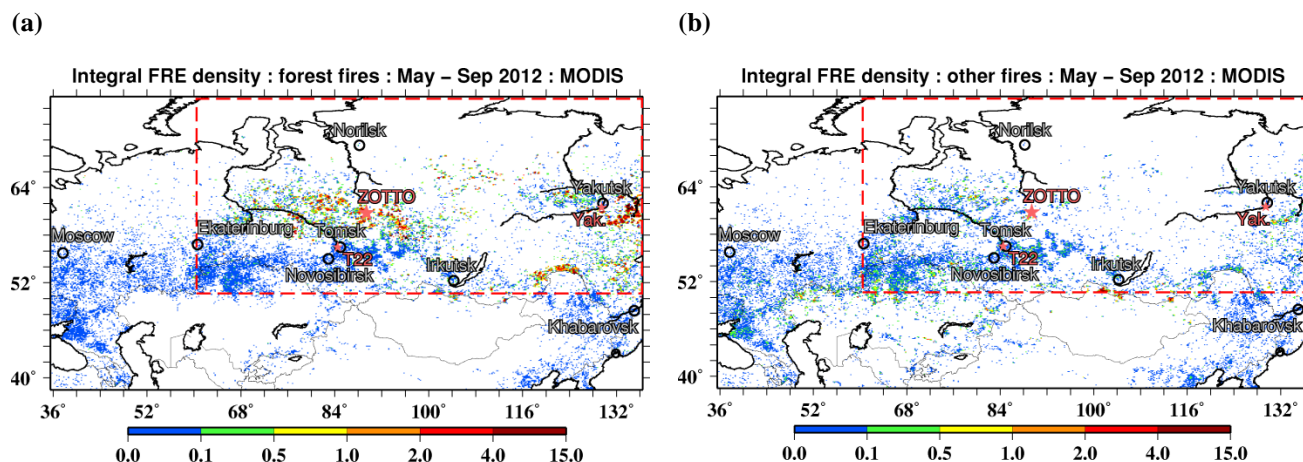 (a)
(b)
Integral FRE density : forest fires : May – Sep 2012 : MODIS
Integral FRE density : other fires : May – Sep 2012 : MODIS
Norilsk
ZOTTO
Yakutsk
Yak.
Ekaterinburg
Tomsk
T22
Moscow
Novosibirsk
Irkutsk
Khabarovsk
64°
52°
40°
36° 52° 68° 84° 100° 116° 132°
0.0 0.1 0.5 1.0 2.0 4.0 15.0
Norilsk
ZOTTO
Yakutsk
Yak.
Ekaterinburg
Tomsk
T22
Moscow
Novosibirsk
Irkutsk
Khabarovsk
64°
52°
40°
36° 52° 68° 84° 100° 116° 132°
0.0 0.1 0.5 1.0 2.0 4.0 15.0